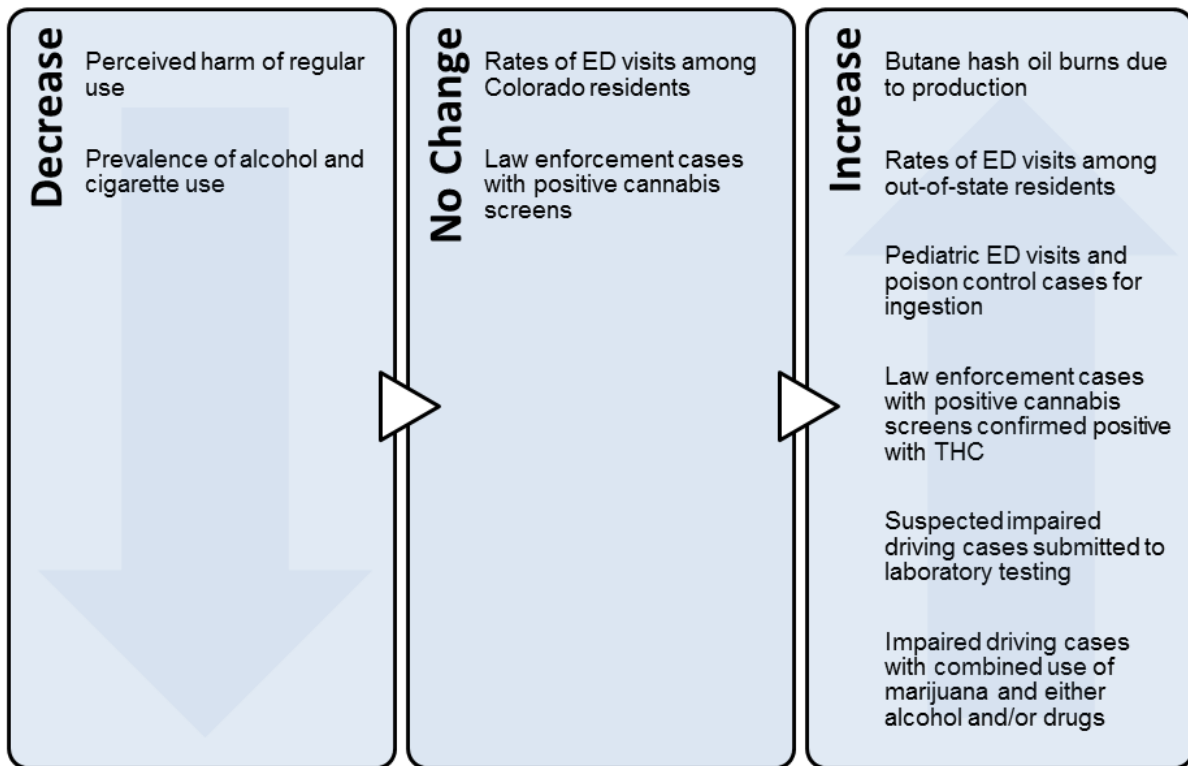 Decrease
Perceived harm of regular
use
Prevalence of alcohol and
cigarette use
No Change
Rates of ED visits among
Colorado residents
Law enforcement cases
with positive cannabis
screens
Increase
Butane hash oil burns due
to production
Rates of ED visits among
out-of-state residents
Pediatric ED visits and
poison control cases for
ingestion
Law enforcement cases
with positive cannabis
screens confirmed positive
with THC
Suspected impaired
driving cases submitted to
laboratory testing
Impaired driving cases
with combined use of
marijuana and either
alcohol and/or drugs